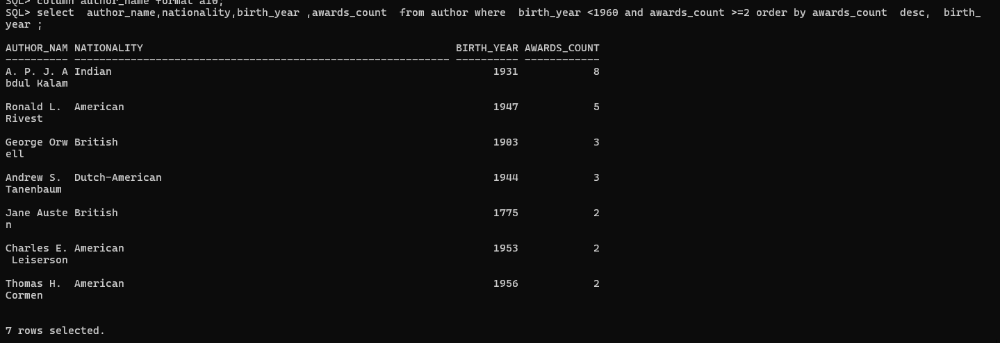 SQL> column author_name format a10;
SQL> select  author_name,nationality,birth_year ,awards_count  from author where  birth_year <1960 and awards_count >=2 order by awards_count  desc,  birth_
year ;
AUTHOR_NAM NATIONALITY                                                  BIRTH_YEAR AWARDS_COUNT
---------- ------------------------------------------------------------ ---------- ------------
A. P. J. A Indian                                                             1931            8
bdul Kalam
Ronald L.  American                                                           1947            5
Rivest
George Orw British                                                            1903            3
ell
Andrew S.  Dutch-American                                                     1944            3
Tanenbaum
Jane Auste British                                                            1775            2
n
Charles E. American                                                           1953            2
 Leiserson
Thomas H.  American                                                           1956            2
Cormen
7 rows selected.